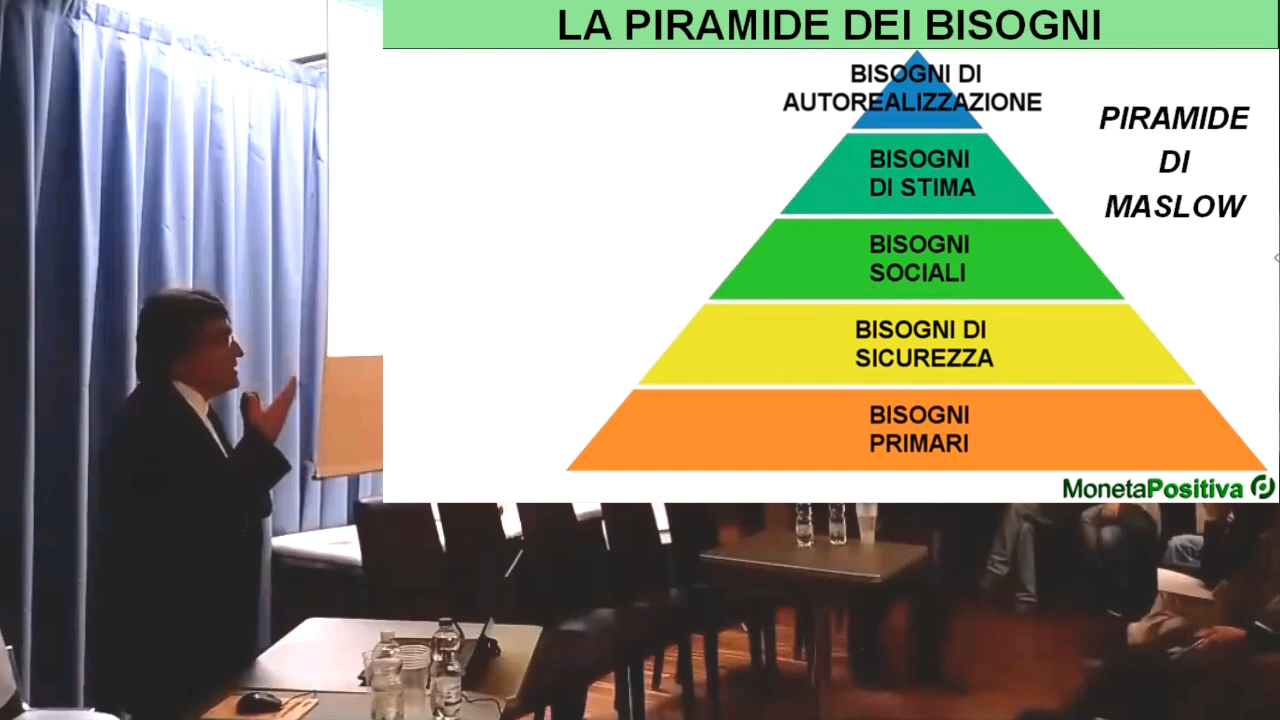 LA PIRAMIDE DEI BISOGNI
BISOGNI DI
AUTOREALIZZAZIONE
BISOGNI
DI STIMA
BISOGNI
SOCIALI
BISOGNI DI
SICUREZZA
BISOGNI
PRIMARI
PIRAMIDE
DI
MASLOW
MonetaPositiva